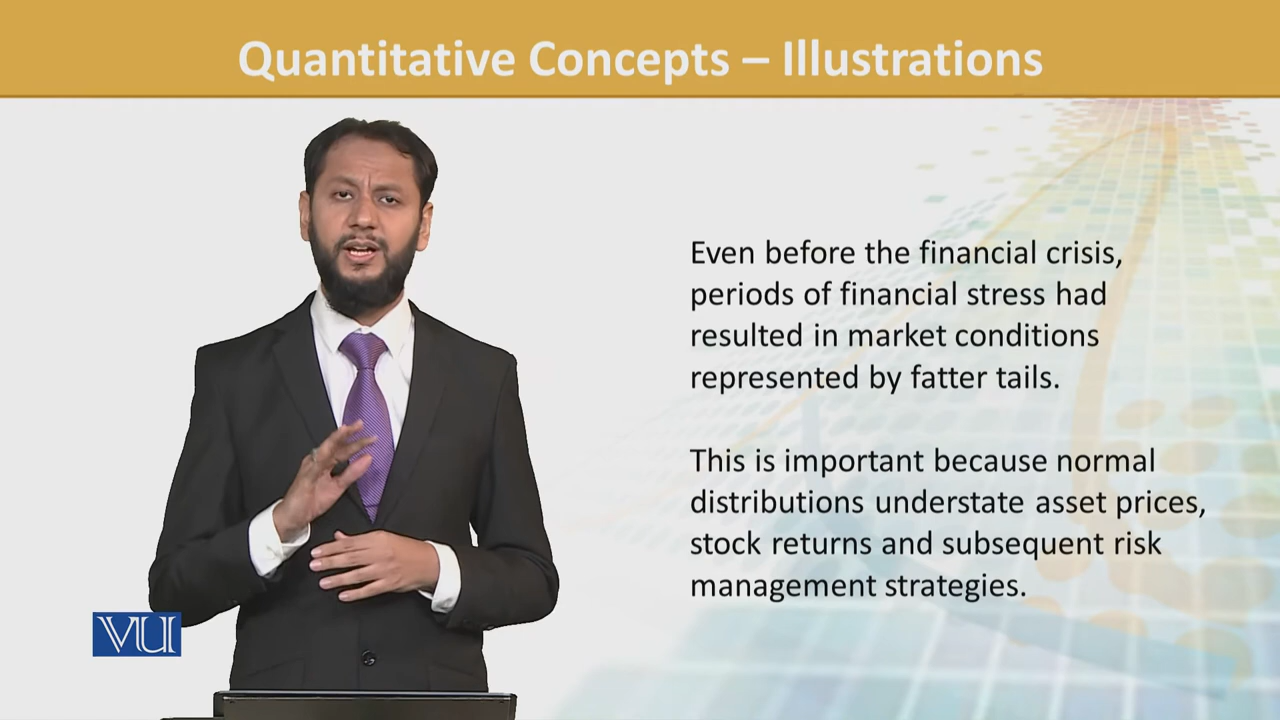 Quantitative Concepts – Illustrations
Even before the financial crisis,
periods of financial stress had
resulted in market conditions
represented by fatter tails.
This is important because normal
distributions understate asset prices,
stock returns and subsequent risk
management strategies.
VU